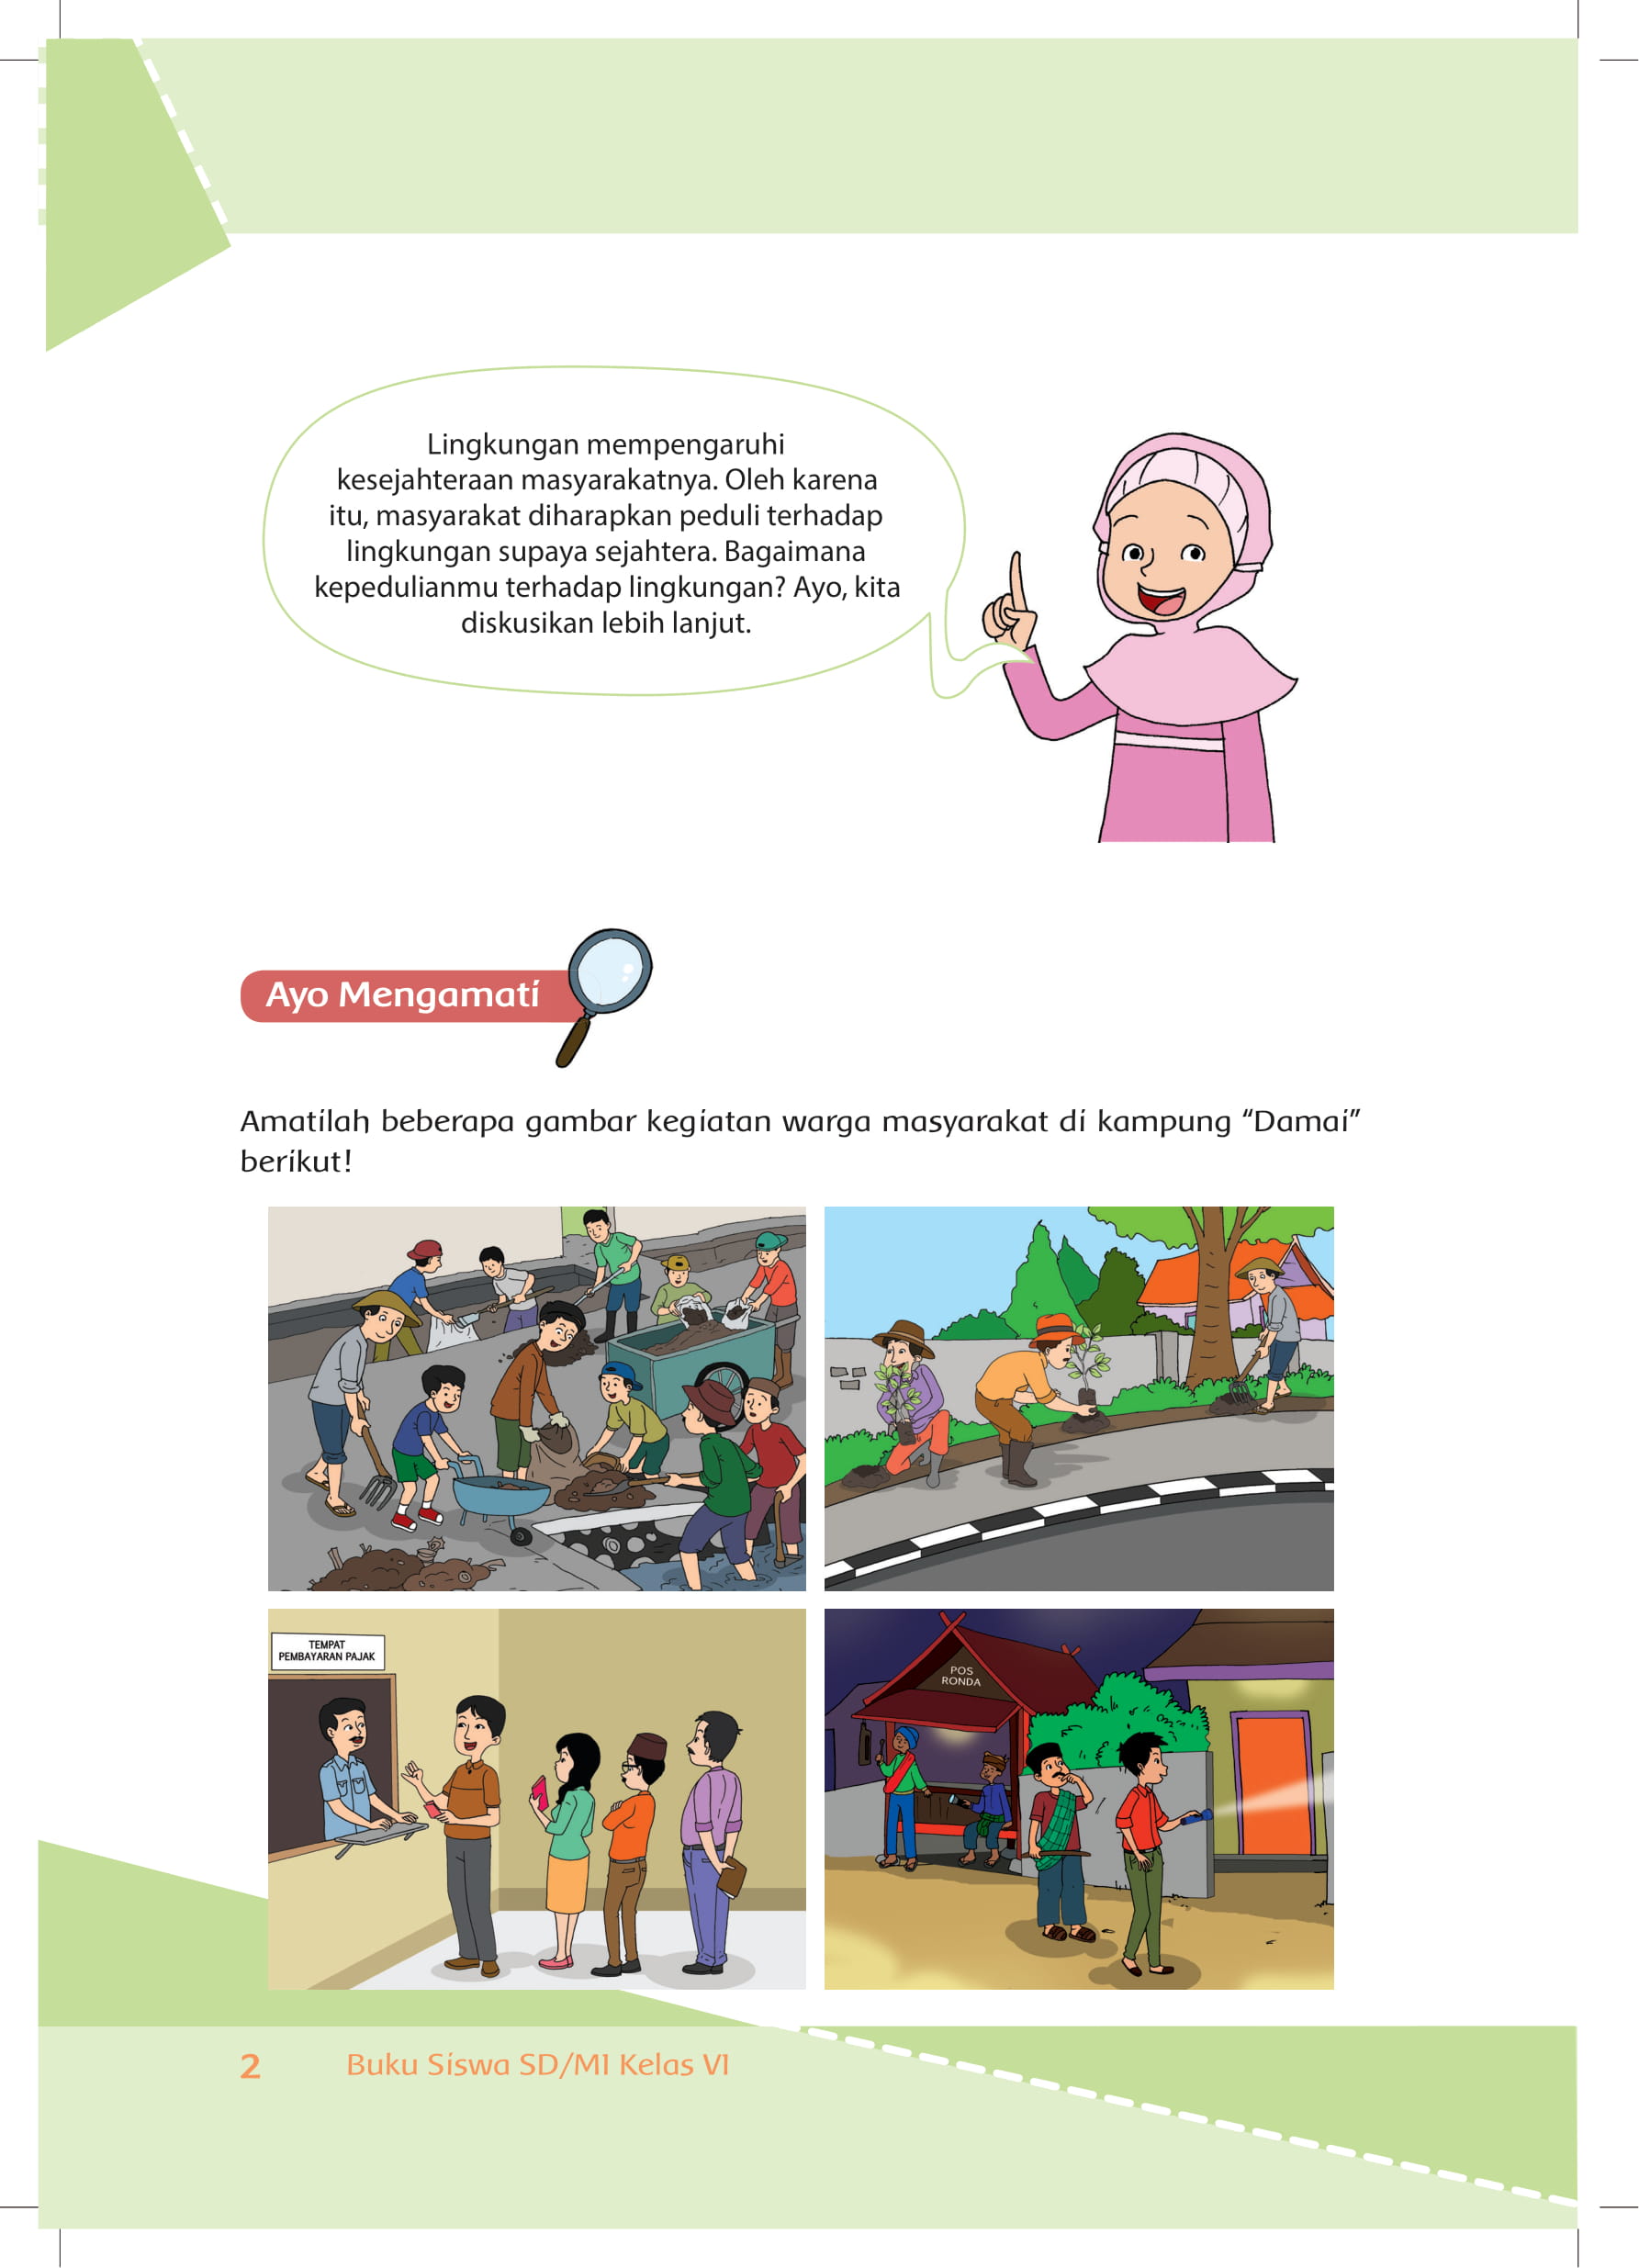 Lingkungan mempengaruhi
kesejahteraan masyarakatnya. Oleh karena
itu, masyarakat diharapkan peduli terhadap
lingkungan supaya sejahtera. Bagaimana
kepedulianmu terhadap lingkungan? Ayo, kita
diskusikan lebih lanjut.
Ayo Mengamati
Amatilah beberapa gambar kegiatan warga masyarakat di kampung “Damai”
berikut!
TEMPAT
PEMBAYARAN PAJAK
POS
RONDA
2 Buku Siswa SD/MI Kelas VI